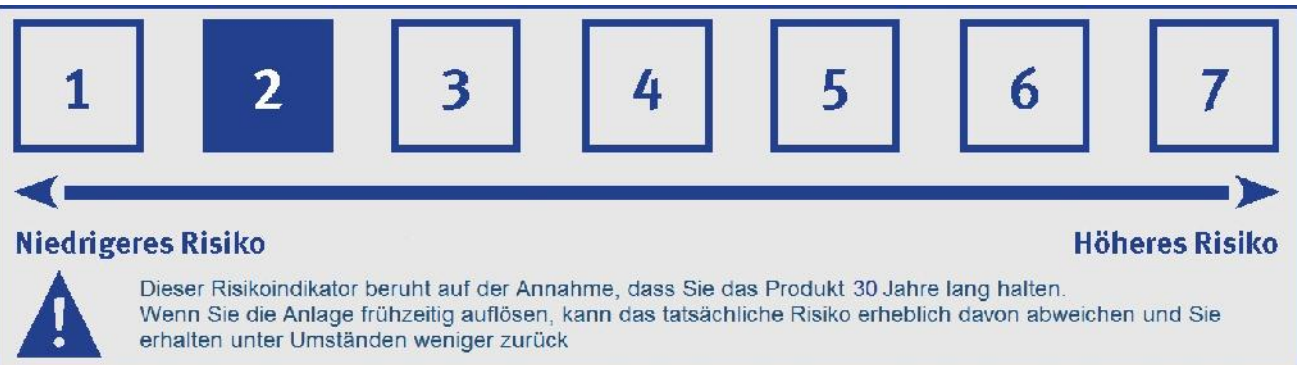 1 2 3 4 5 6 7
Niedrigeres Risiko Höheres Risiko
!
Dieser Risikoindikator beruht auf der Annahme, dass Sie das Produkt 30 Jahre lang halten.
Wenn Sie die Anlage frühzeitig auflösen, kann das tatsächliche Risiko erheblich davon abweichen und Sie
erhalten unter Umständen weniger zurück